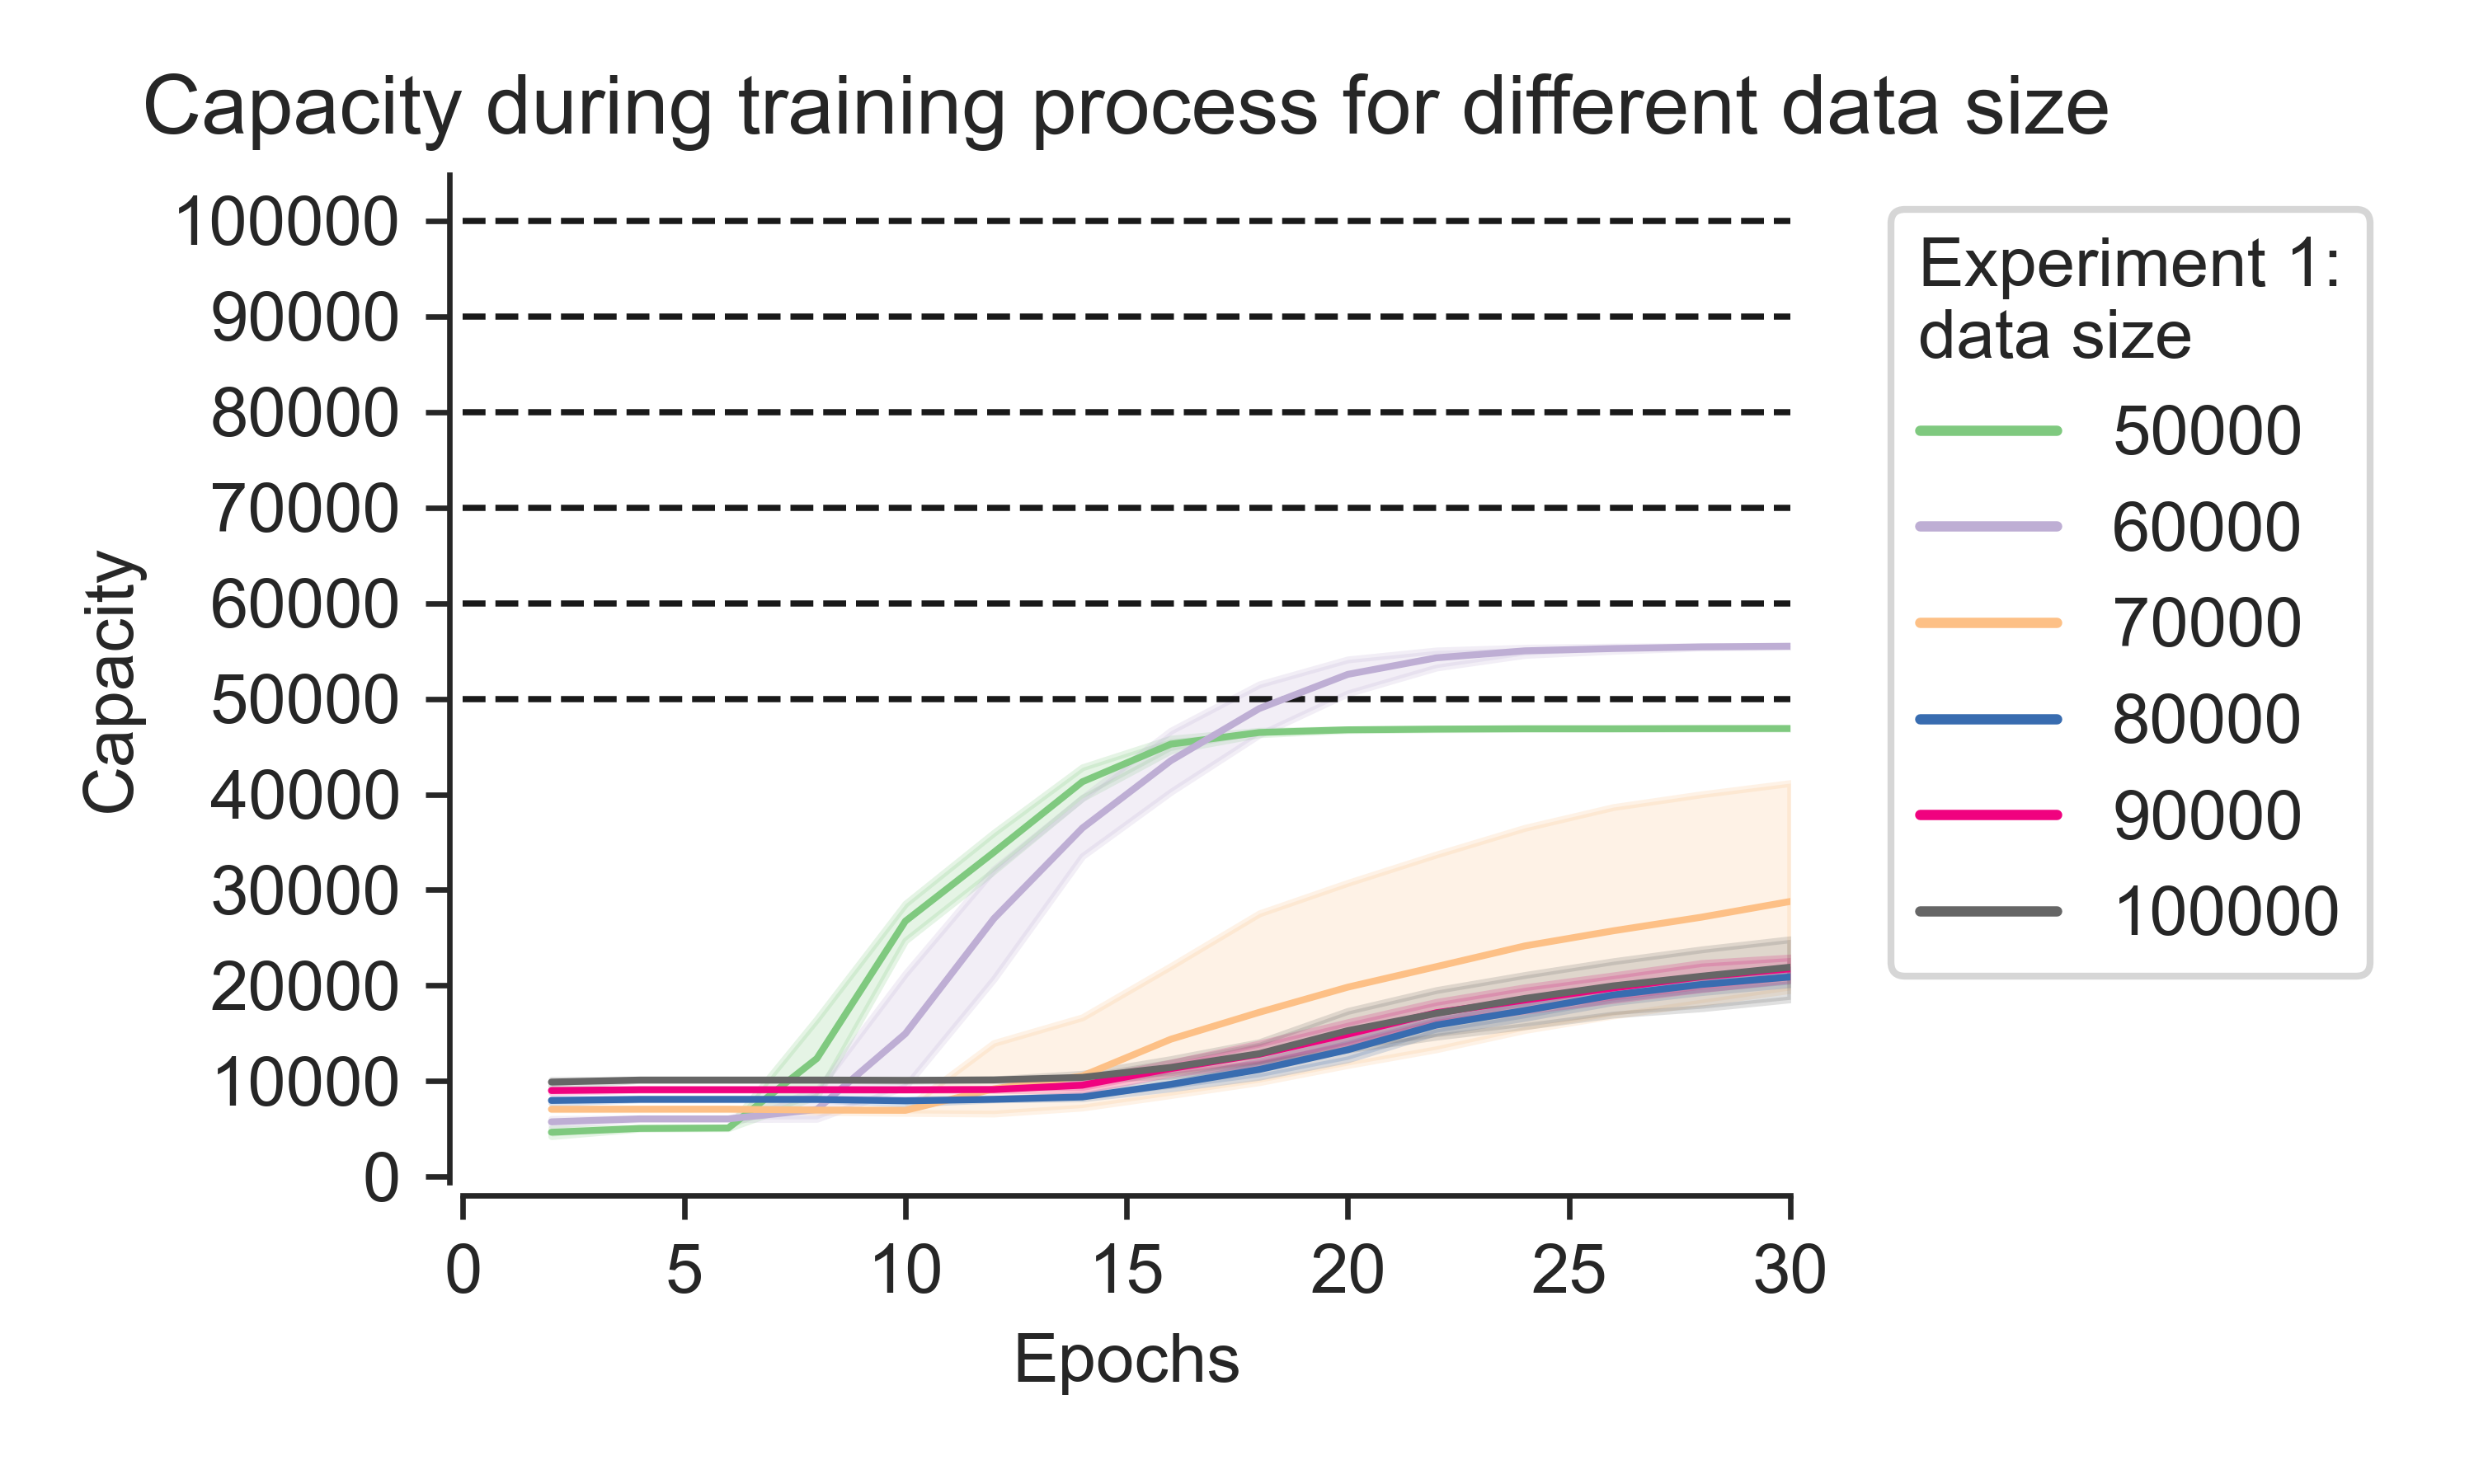 Capacity during training process for different data size
Capacity
100000
90000
80000
70000
60000
50000
40000
30000
20000
10000
0
0 5 10 15 20 25 30
Epochs
Experiment 1:
data size
50000
60000
70000
80000
90000
100000